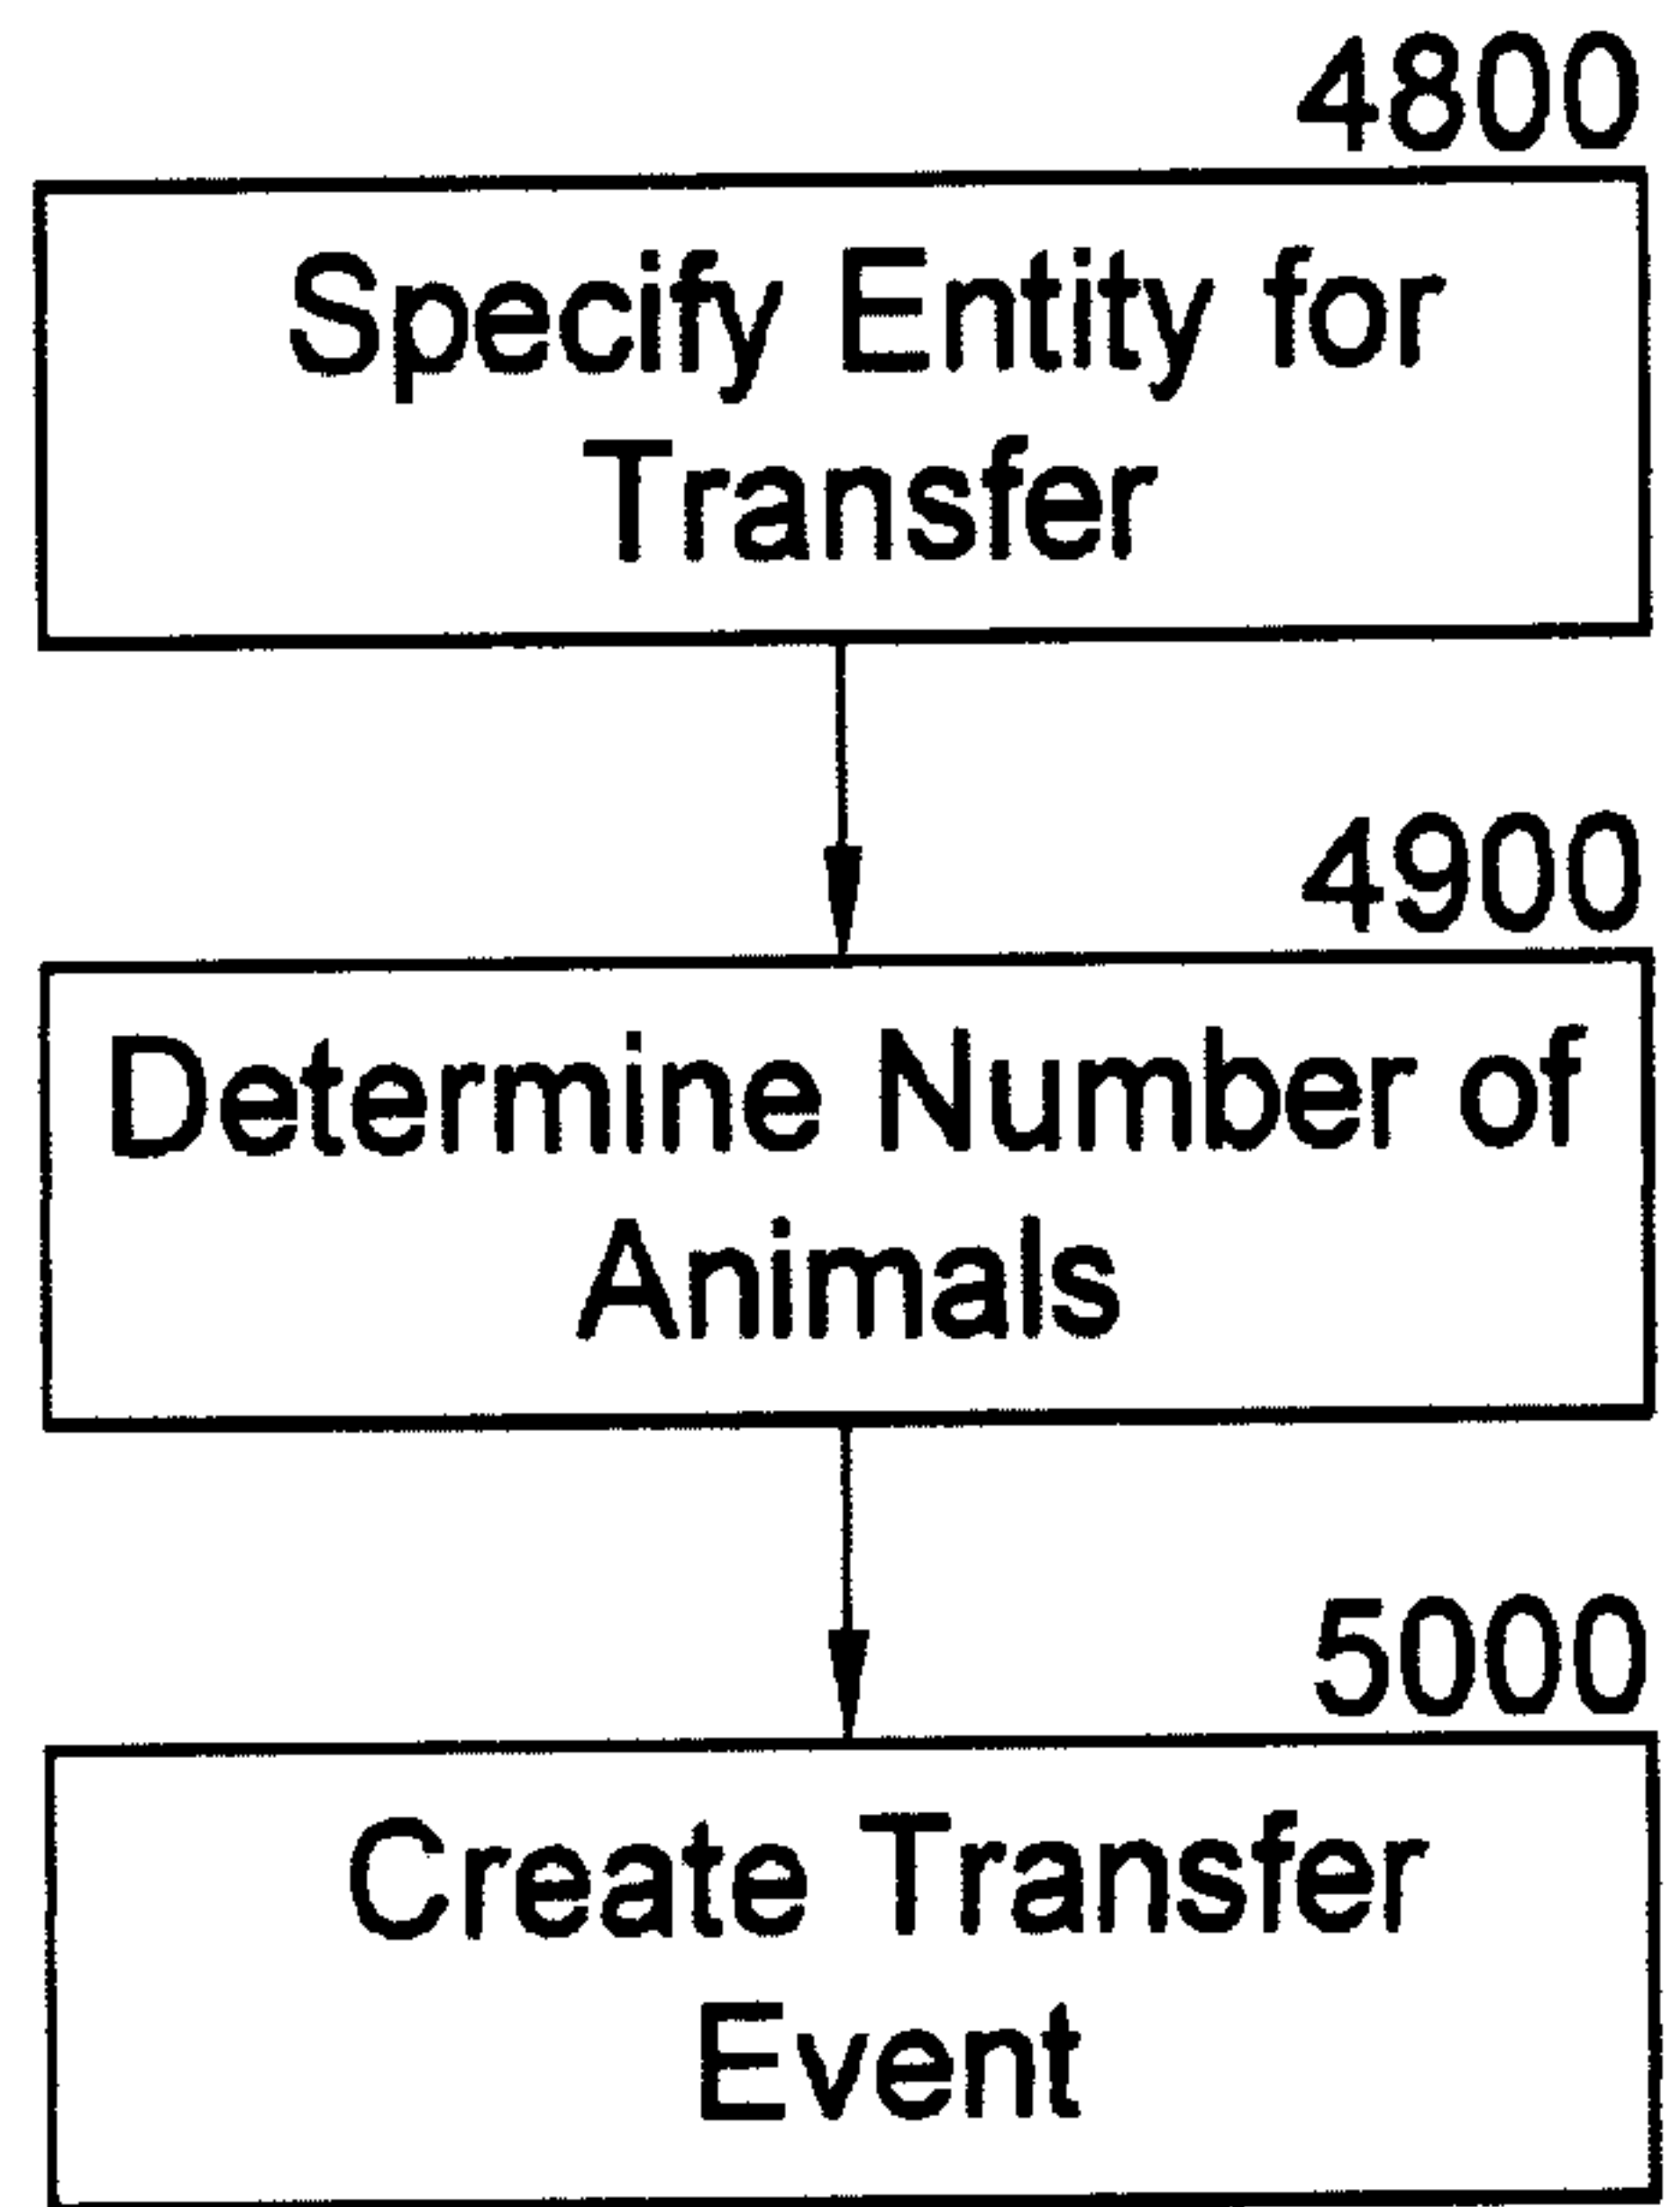 4800
Specify Entity for
Transfer
4900
Determine Number of
Animals
5000
Create Transfer
Event